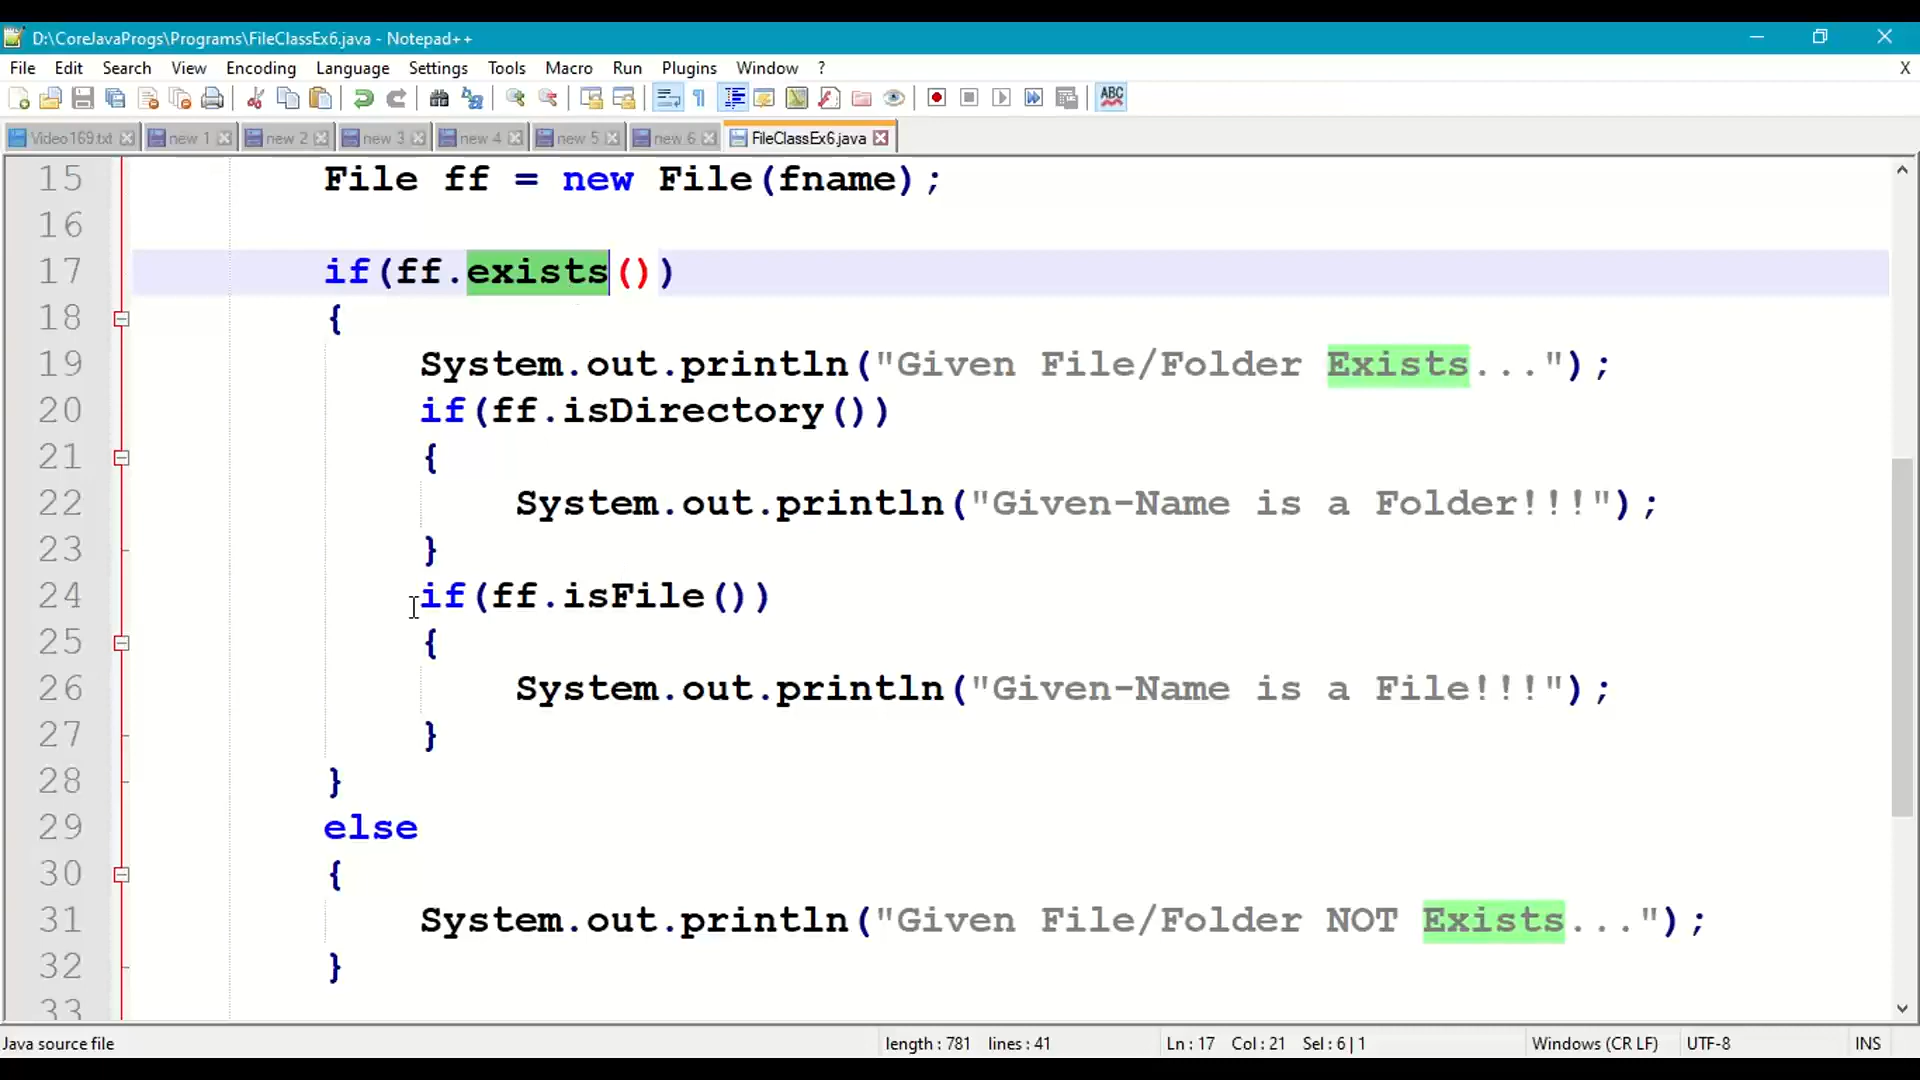 D:\CoreJavaProgs\Programs\FileClassEx6.java - Notepad++
File Edit Search View Encoding Language Settings Tools Macro Run Plugins Window ? X
ABC
Video169.txt new 1 new 2 new 3 new 4 new 5 new 6 FileClassEx6.java
15 File ff = new File(fname);
16
17 if(ff.exists())
18 {
19 System.out.println("Given File/Folder Exists...");
20 if(ff.isDirectory())
21 {
22 System.out.println("Given-Name is a Folder!!!");
23 }
24 if(ff.isFile())
25 {
26 System.out.println("Given-Name is a File!!!");
27 }
28 }
29 else
30 {
31 System.out.println("Given File/Folder NOT Exists...");
32 }
33
Java source file length : 781 lines : 41 Ln : 17 Col : 21 Sel : 6 | 1 Windows (CR LF) UTF-8 INS